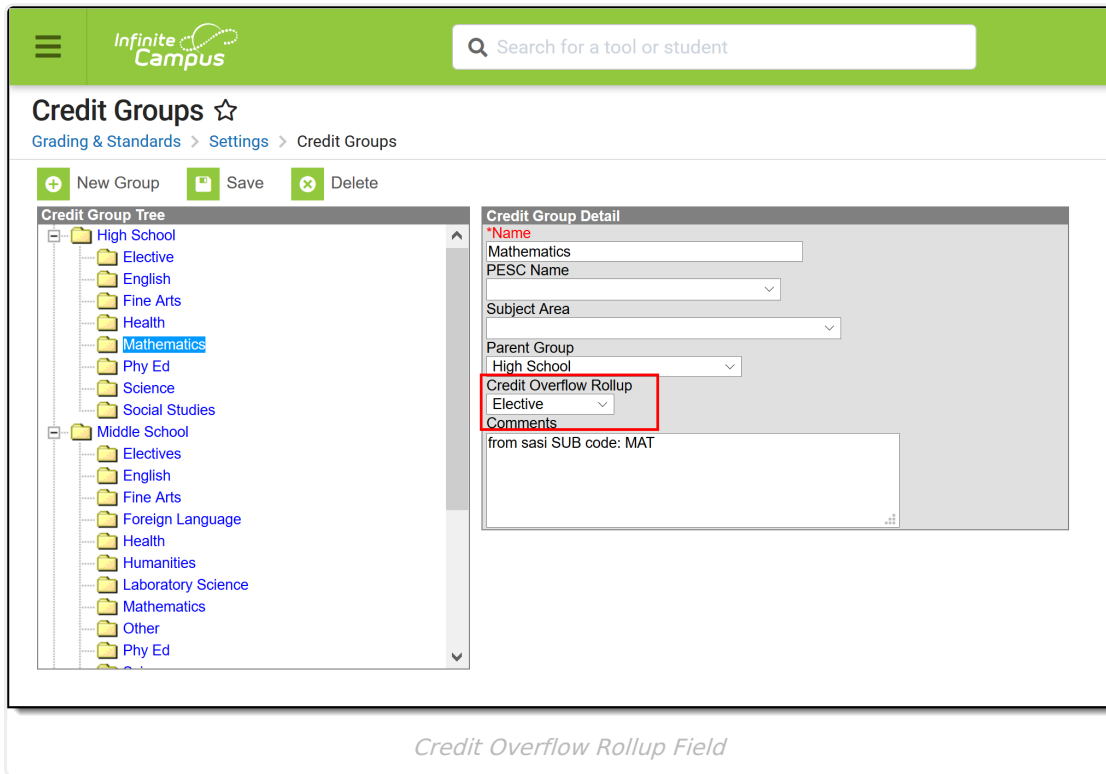 Infinite Campus
Search for a tool or student
Credit Groups
Grading & Standards > Settings > Credit Groups
New Group Save Delete
Credit Group Tree
High School
Elective
English
Fine Arts
Health
Mathematics
Phy Ed
Science
Social Studies
Middle School
Electives
English
Fine Arts
Foreign Language
Health
Humanities
Laboratory Science
Mathematics
Other
Phy Ed
Credit Group Detail
*Name
Mathematics
PESC Name
Subject Area
Parent Group
High School
Credit Overflow Rollup
Elective
Comments
from sasi SUB code: MAT
Credit Overflow Rollup Field